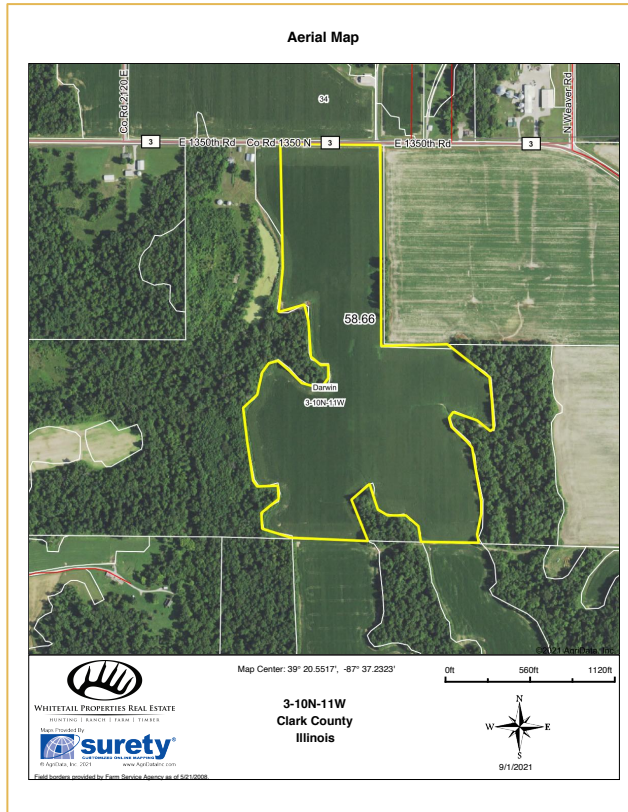 Aerial Map
Co Rd 2120 E
34
N Weaver Rd
3
E 1350th Rd
Co Rd 1350 N
3
E 1350th Rd
3
58.66
Darwin
3-10N-11W
©2021 AgriData, Inc.
Map Center: 39° 20.5517', -87° 37.2323'
0ft 560ft 1120ft
WHITETAIL PROPERTIES REAL ESTATE
HUNTING | RANCH | FARM | TIMBER
3-10N-11W
Clark County
Illinois
Maps Provided By:
surety®
CUSTOMIZED ONLINE MAPPING
© AgriData, Inc. 2021 www.AgriDataInc.com
N
W E
S
9/1/2021
Field borders provided by Farm Service Agency as of 5/21/2008.